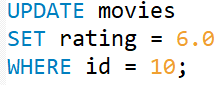 UPDATE movies
SET rating = 6.0
WHERE id = 10;